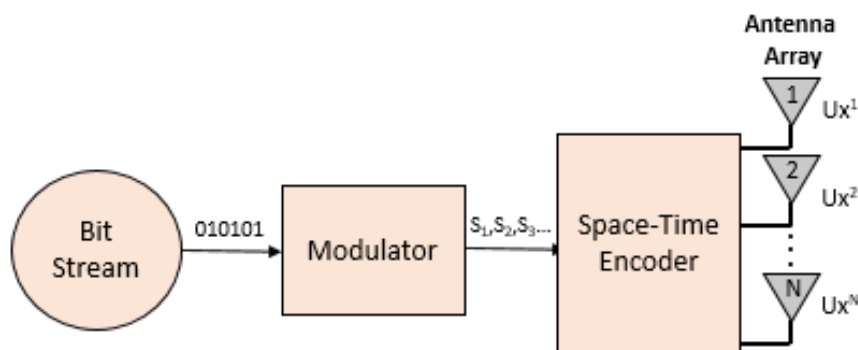 Antenna
Array
1
Ux¹
2
Ux²
Bit
Stream
010101
Modulator
S₁,S₂,S₃...
Space-Time
Encoder
N
Uxᴺ